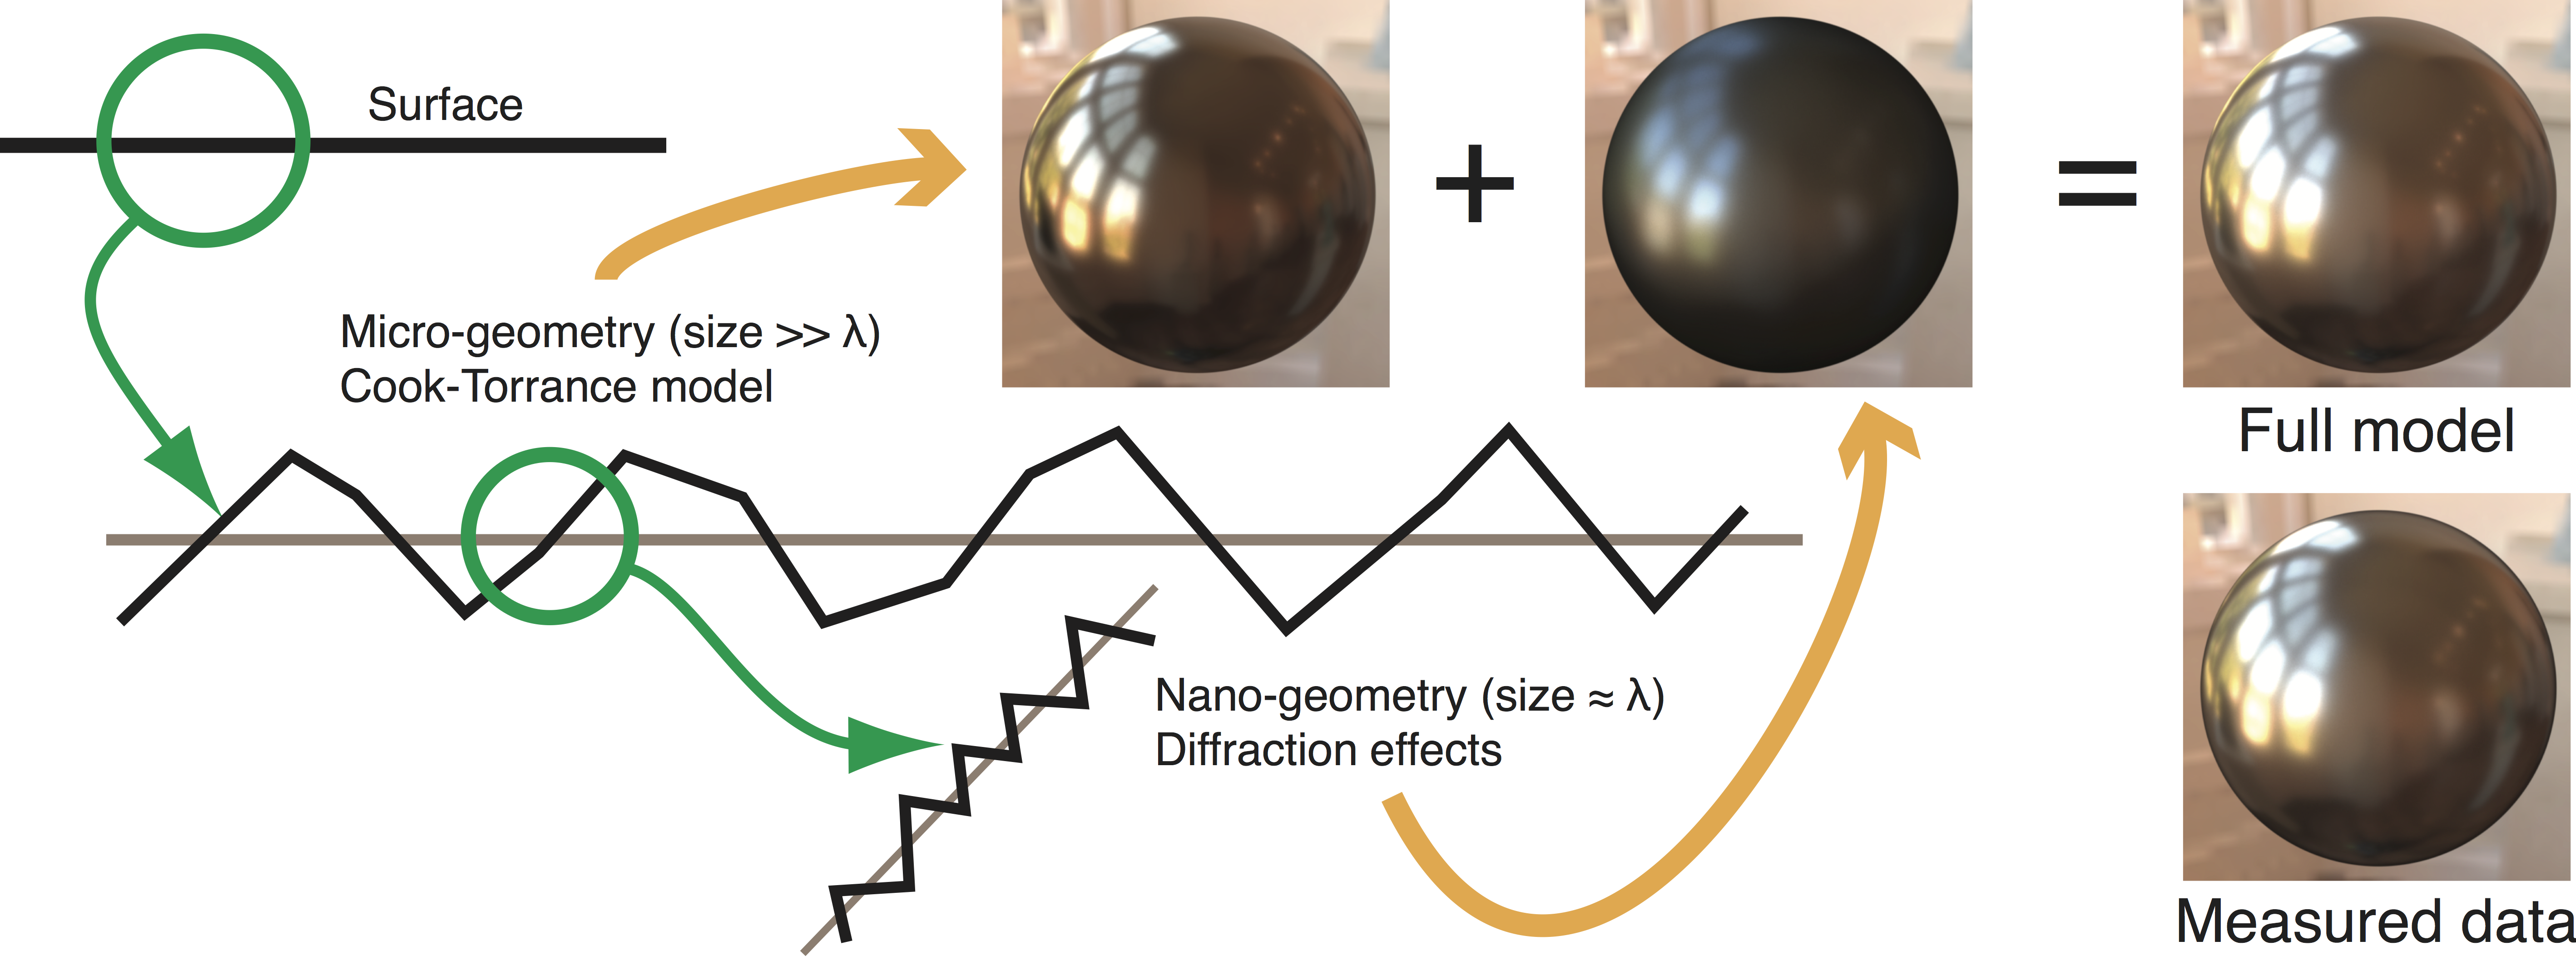 Surface
Micro-geometry (size >> λ)
Cook-Torrance model
+
=
Full model
Nano-geometry (size ≈ λ)
Diffraction effects
Measured data